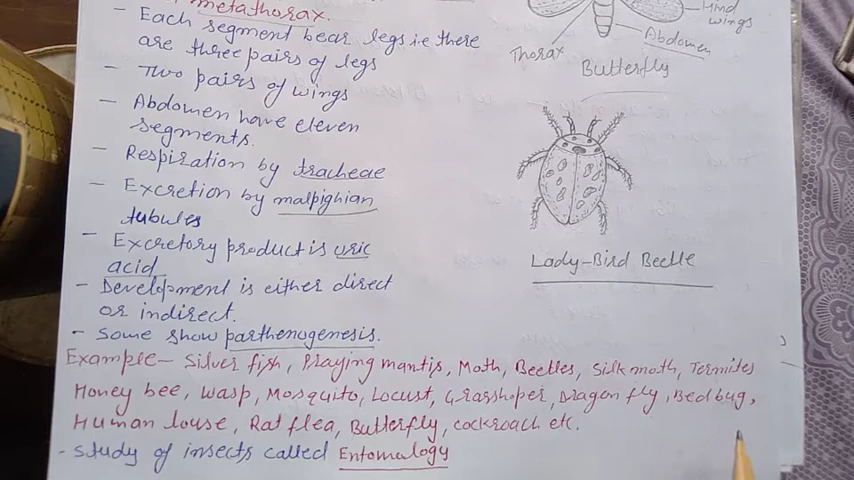 metathorax.
- Each segment bear legs i.e there
are three pairs of legs
- Two pairs of wings
- Abdomen have eleven
segments.
- Respiration by tracheae
- Excretion by malpighian
tubules
- Excretory product is uric
acid
- Development is either direct
or indirect.
- Some show parthenogenesis.
Example- Silver fish, Praying mantis, Moth, Beetles, Silk moth, Termites
Honey bee, Wasp, Mosquito, Locust, Grasshoper, Dragon fly, Bed bug,
Human louse, Rat flea, Butterfly, cockroach etc.
- Study of insects called Entomalogy
Hind
wings
Abdomen
Thorax
Butterfly
Lady-Bird Beetle